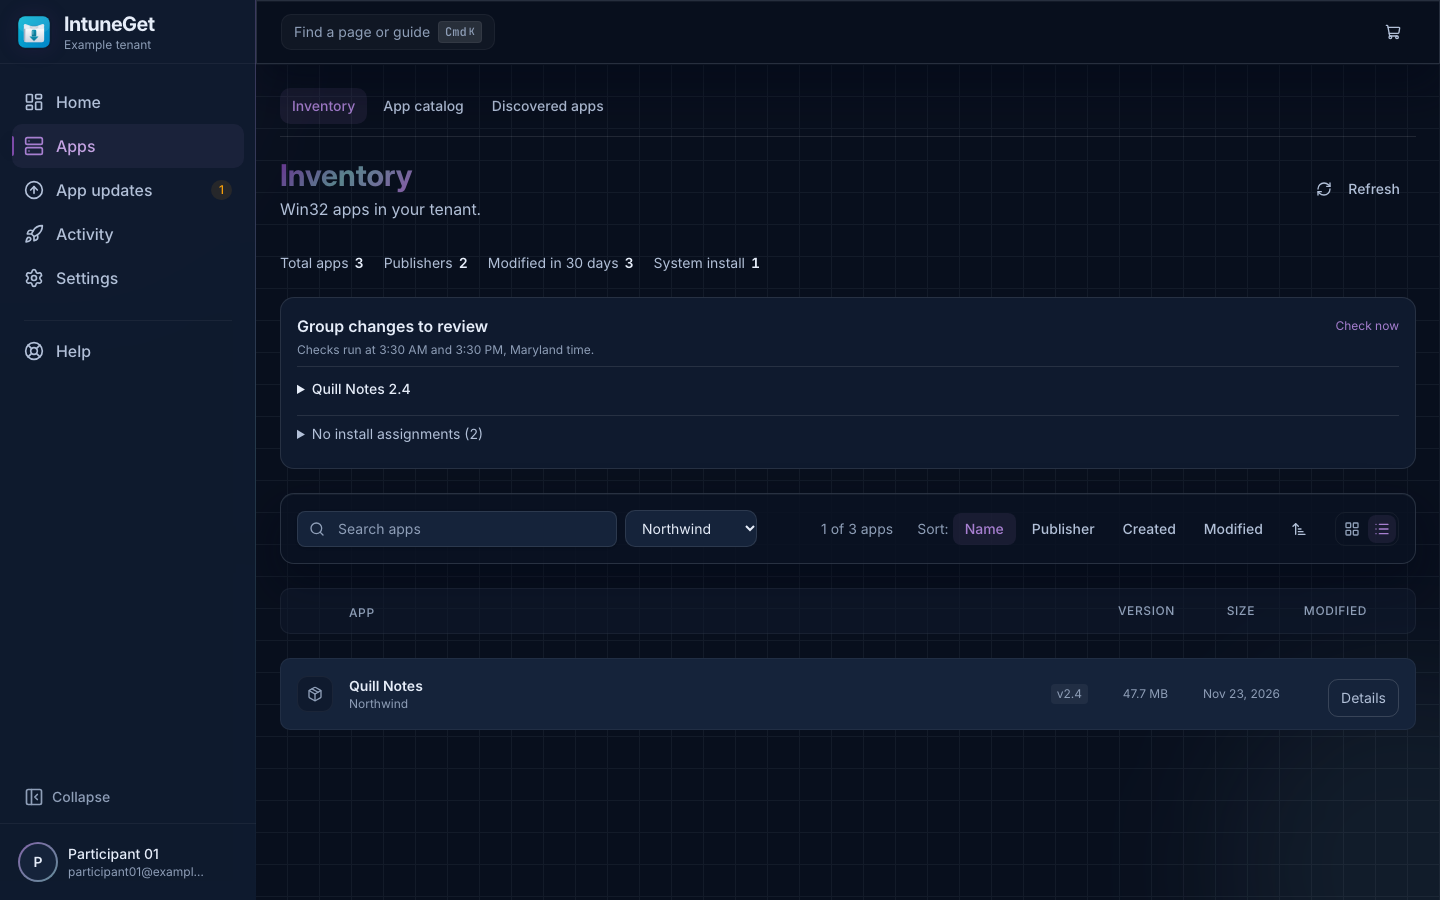 IntuneGet
Example tenant
Find a page or guide Cmd K
Home
Apps
App updates 1
Activity
Settings
Help
Collapse
P
Participant 01
participant01@exampl...
Inventory App catalog Discovered apps
Inventory
Win32 apps in your tenant.
Refresh
Total apps 3 Publishers 2 Modified in 30 days 3 System install 1
Group changes to review
Check now
Checks run at 3:30 AM and 3:30 PM, Maryland time.
Quill Notes 2.4
No install assignments (2)
Search apps Northwind 1 of 3 apps Sort: Name Publisher Created Modified
APP VERSION SIZE MODIFIED
Quill Notes
Northwind
v2.4 47.7 MB Nov 23, 2026 Details